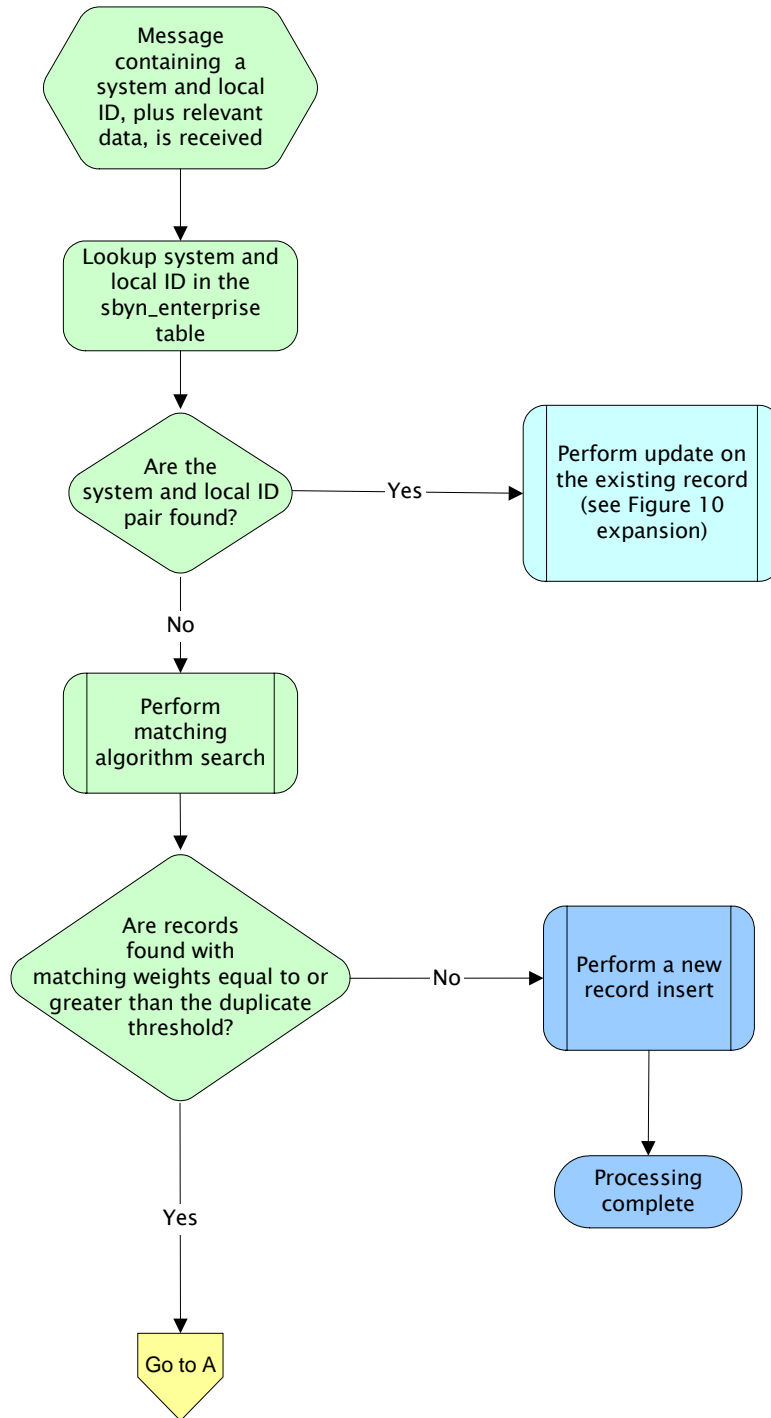 Message
containing a
system and local
ID, plus relevant
data, is received
Lookup system and
local ID in the
sbyn_enterprise
table
Are the
system and local ID
pair found?
Yes
Perform update on
the existing record
(see Figure 10
expansion)
No
Perform
matching
algorithm search
Are records
found with
matching weights equal to or
greater than the duplicate
threshold?
No
Perform a new
record insert
Processing
complete
Yes
Go to A